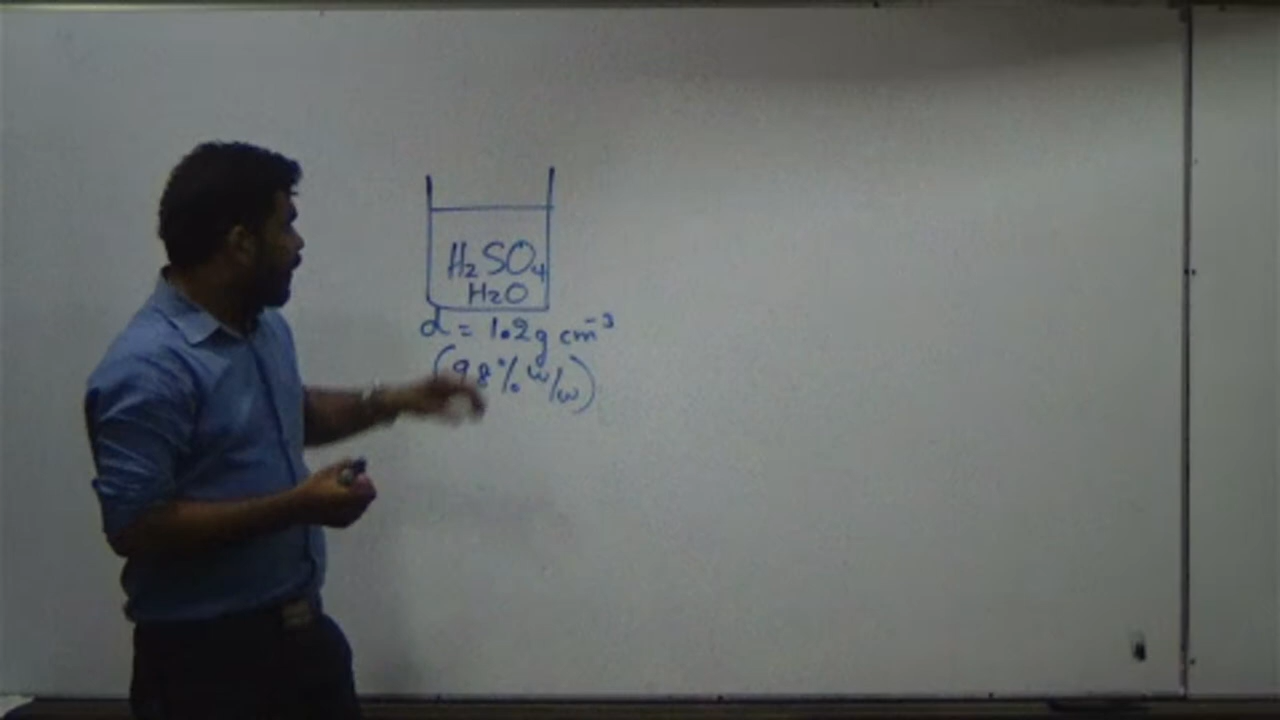 H₂SO₄
H₂O
d = 1.2g cm⁻³
(98% w/w)